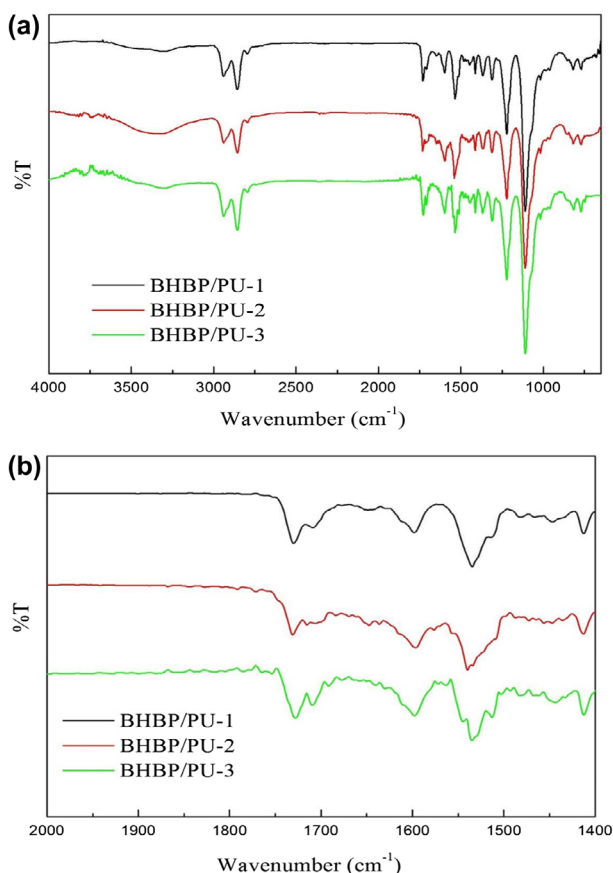 (a)
%T
BHBP/PU-1
BHBP/PU-2
BHBP/PU-3
4000 3500 3000 2500 2000 1500 1000
Wavenumber (cm⁻¹)
(b)
%T
BHBP/PU-1
BHBP/PU-2
BHBP/PU-3
2000 1900 1800 1700 1600 1500 1400
Wavenumber (cm⁻¹)